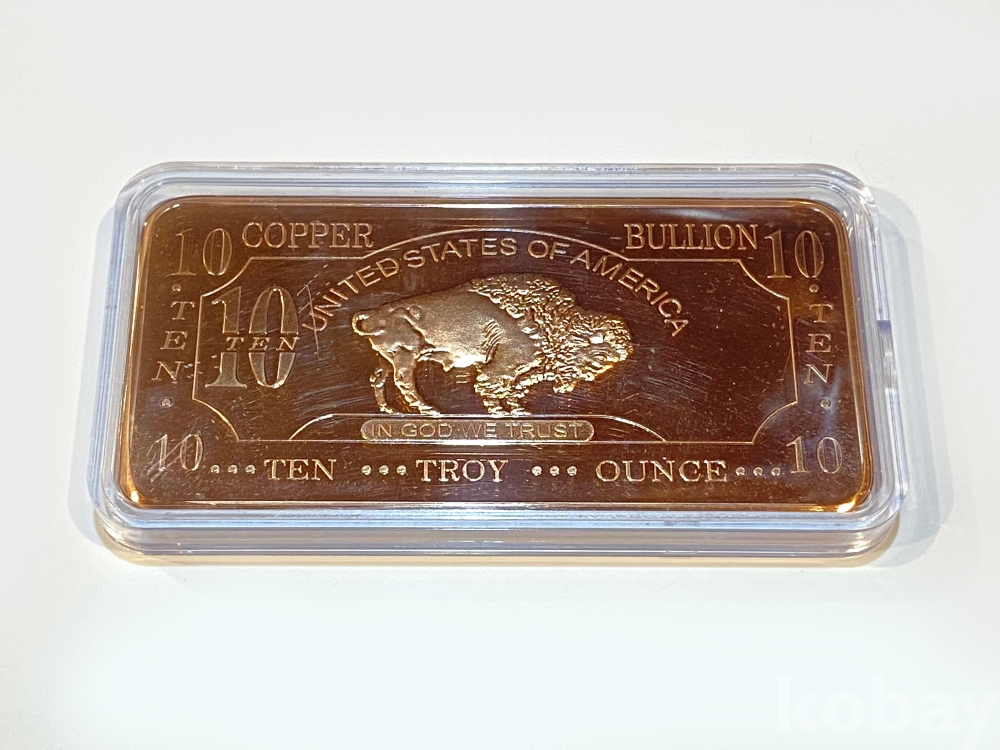 10 COPPER BULLION 10
UNITED STATES OF AMERICA
10
TEN
·TEN·
·TEN·
IN GOD WE TRUST
10...TEN ...TROY ... OUNCE...10
kobay